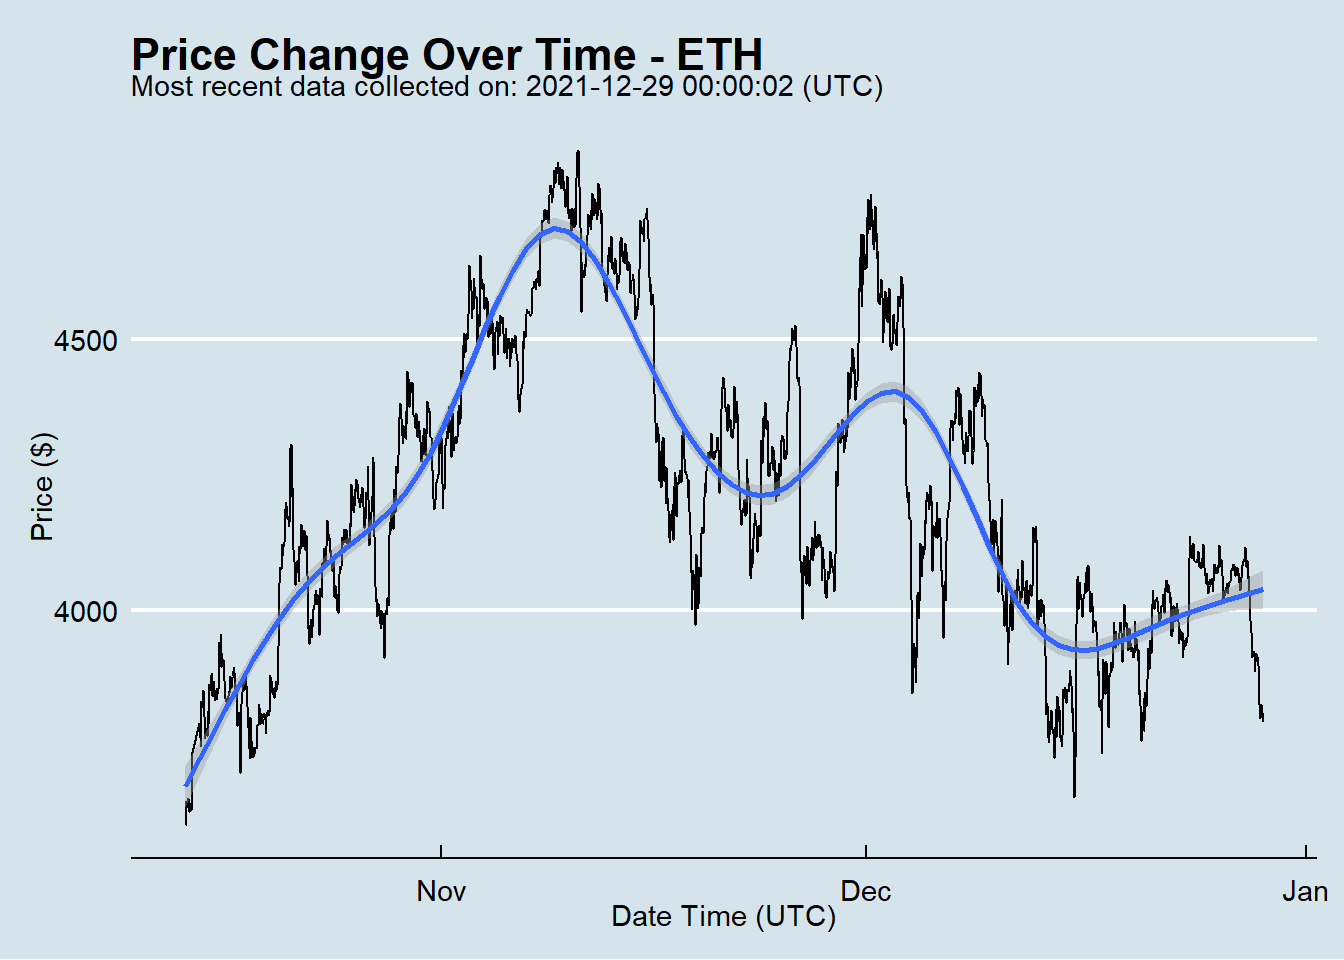 Price Change Over Time - ETH
Most recent data collected on: 2021-12-29 00:00:02 (UTC)
Price ($)
4500
4000
Nov
Dec
Jan
Date Time (UTC)